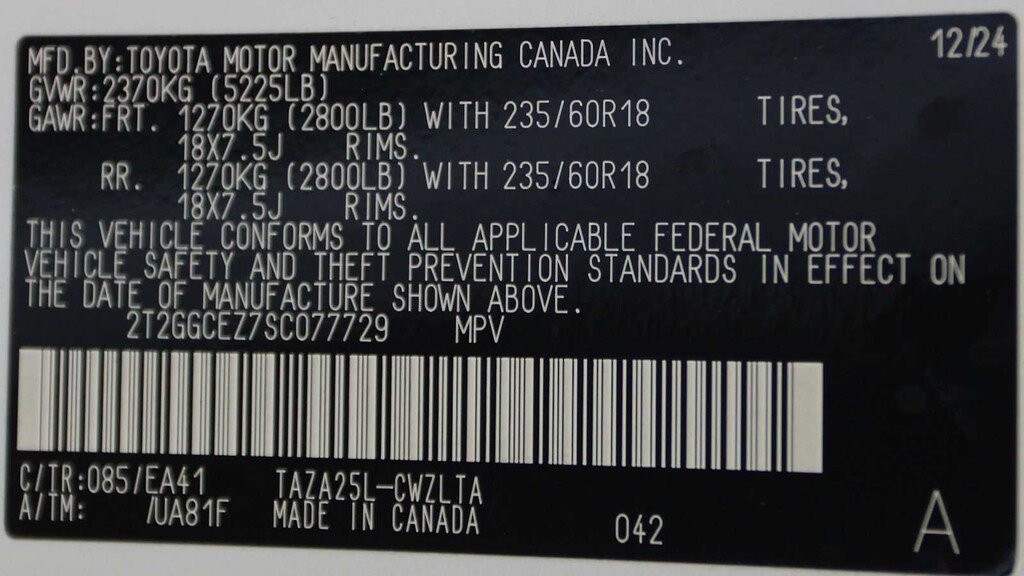 MFD.BY:TOYOTA MOTOR MANUFACTURING CANADA INC. 12/24
GVWR:2370KG (5225LB)
GAWR:FRT. 1270KG (2800LB) WITH 235/60R18 TIRES,
18X7.5J RIMS.
RR. 1270KG (2800LB) WITH 235/60R18 TIRES,
18X7.5J RIMS.
THIS VEHICLE CONFORMS TO ALL APPLICABLE FEDERAL MOTOR
VEHICLE SAFETY AND THEFT PREVENTION STANDARDS IN EFFECT ON
THE DATE OF MANUFACTURE SHOWN ABOVE.
2T2GGCEZ7SC077729 MPV
C/TR:085/EA41 TAZA25L-CWZLTA
A/TM: /UA81F MADE IN CANADA 042 A